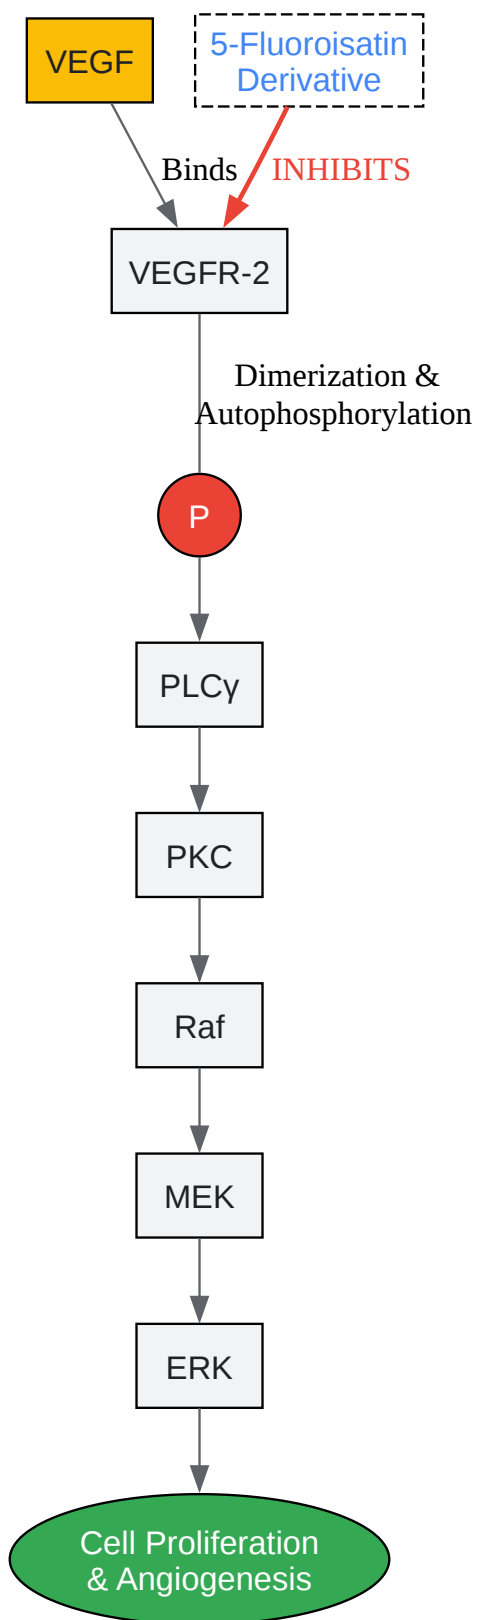 VEGF
5-Fluoroisatin
Derivative
Binds
INHIBITS
VEGFR-2
Dimerization &
Autophosphorylation
P
PLCγ
PKC
Raf
MEK
ERK
Cell Proliferation
& Angiogenesis